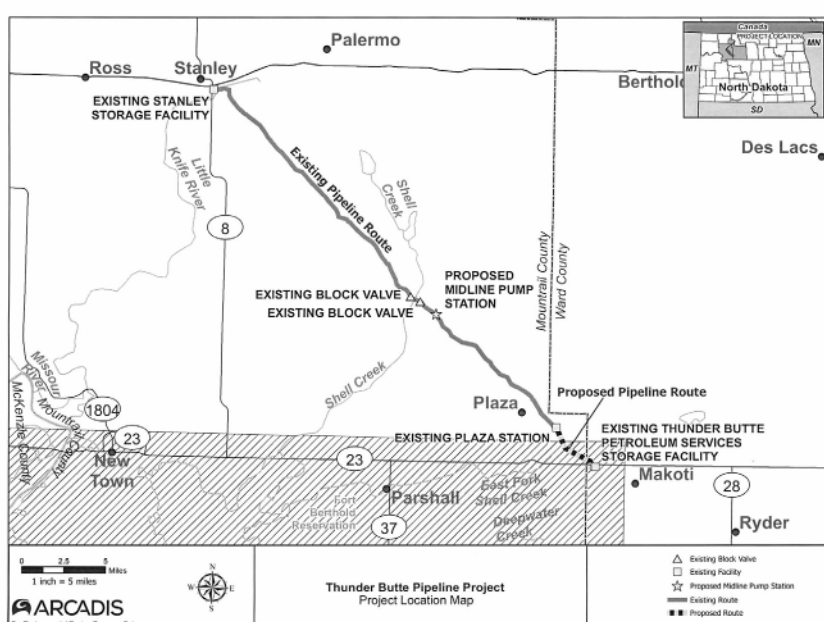 Palermo
Ross
Stanley
EXISTING STANLEY
STORAGE FACILITY
Little
Knife River
8
Existing Pipeline Route
Shell
Creek
Berthold
Canada
PROJECT LOCATION
MN
MT
North Dakota
SD
Des Lacs
EXISTING BLOCK VALVE
EXISTING BLOCK VALVE
PROPOSED
MIDLINE PUMP
STATION
Mountrail County
Ward County
Shell Creek
Missouri
River
Mountrail
County
McKenzie County
1804
23
New
Town
Plaza
Proposed Pipeline Route
EXISTING PLAZA STATION
EXISTING THUNDER BUTTE
PETROLEUM SERVICES
STORAGE FACILITY
23
Parshall
37
Fort
Berthold
Reservation
East Fork
Shell Creek
Deepwater
Creek
Makoti
28
Ryder
0 2.5 5
Miles
1 inch = 5 miles
ARCADIS
N
W E
S
Thunder Butte Pipeline Project
Project Location Map
Existing Block Valve
Existing Facility
Proposed Midline Pump Station
Existing Route
Proposed Route